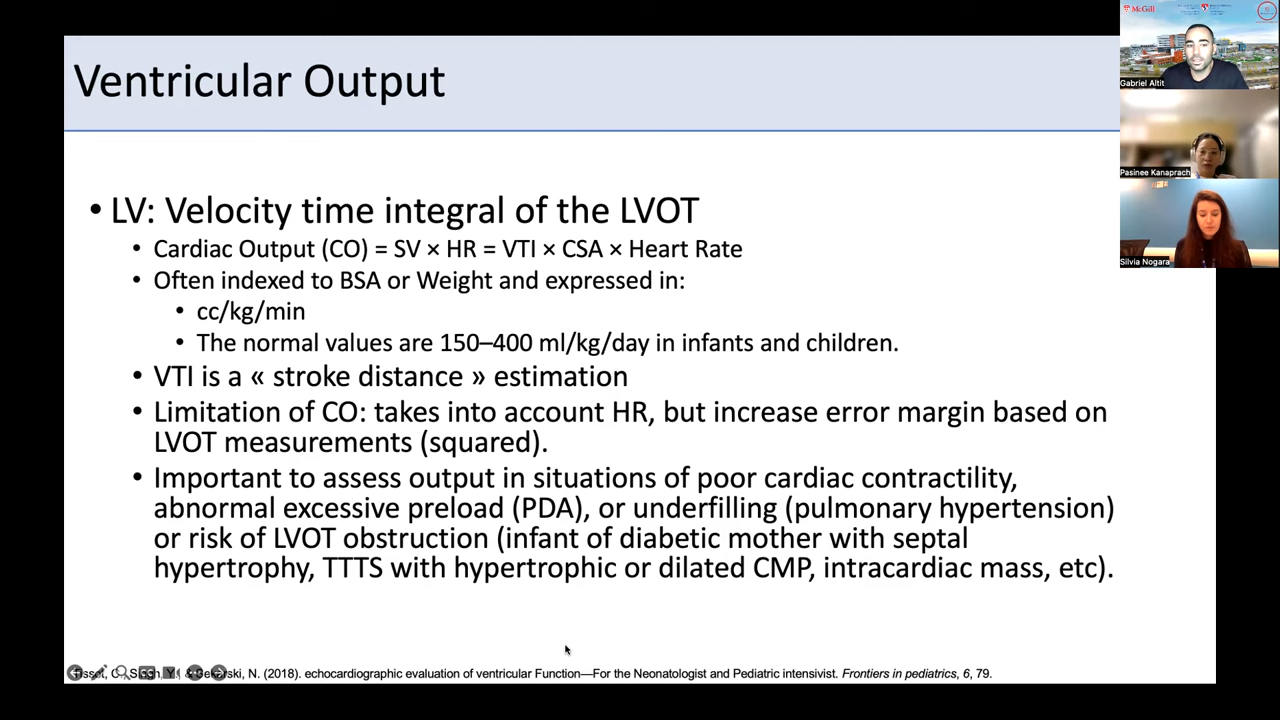 Ventricular Output
• LV: Velocity time integral of the LVOT
• Cardiac Output (CO) = SV × HR = VTI × CSA × Heart Rate
• Often indexed to BSA or Weight and expressed in:
• cc/kg/min
• The normal values are 150–400 ml/kg/day in infants and children.
• VTI is a « stroke distance » estimation
• Limitation of CO: takes into account HR, but increase error margin based on
LVOT measurements (squared).
• Important to assess output in situations of poor cardiac contractility,
abnormal excessive preload (PDA), or underfilling (pulmonary hypertension)
or risk of LVOT obstruction (infant of diabetic mother with septal
hypertrophy, TTTS with hypertrophic or dilated CMP, intracardiac mass, etc).
N. (2018). echocardiographic evaluation of ventricular Function—For the Neonatologist and Pediatric intensivist. Frontiers in pediatrics, 6, 79.
McGill
Gabriel Altit
Pasinee Kanaprach
Silvia Nogara